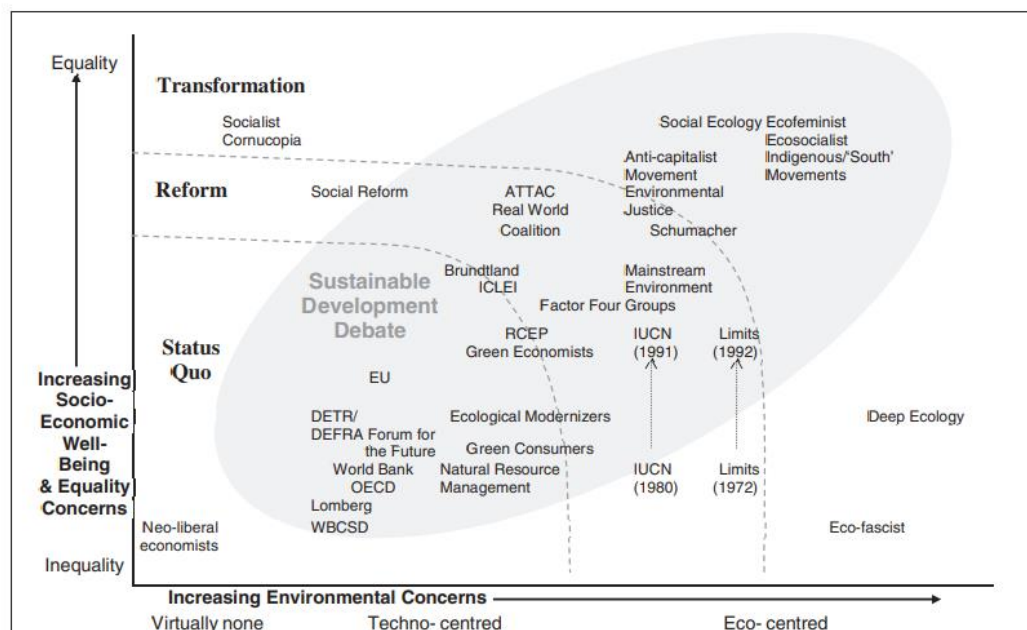 Equality
Transformation
Socialist
Cornucopia
Social Ecology Ecofeminist
Ecosocialist
Indigenous/'South'
Movements
Anti-capitalist
Movement
Environmental
Justice
Reform
Social Reform
ATTAC
Real World
Coalition
Schumacher
Sustainable
Development
Debate
Brundtland
ICLEI
Mainstream
Environment
Factor Four Groups
Status
Quo
RCEP
Green Economists
IUCN
(1991)
Limits
(1992)
EU
Increasing
Socio-
Economic
Well-
Being
& Equality
Concerns
DETR/
DEFRA Forum for
the Future
Ecological Modernizers
Green Consumers
Deep Ecology
World Bank
OECD
Natural Resource
Management
IUCN
(1980)
Limits
(1972)
Lomberg
WBCSD
Neo-liberal
economists
Eco-fascist
Inequality
Increasing Environmental Concerns
Virtually none
Techno- centred
Eco- centred